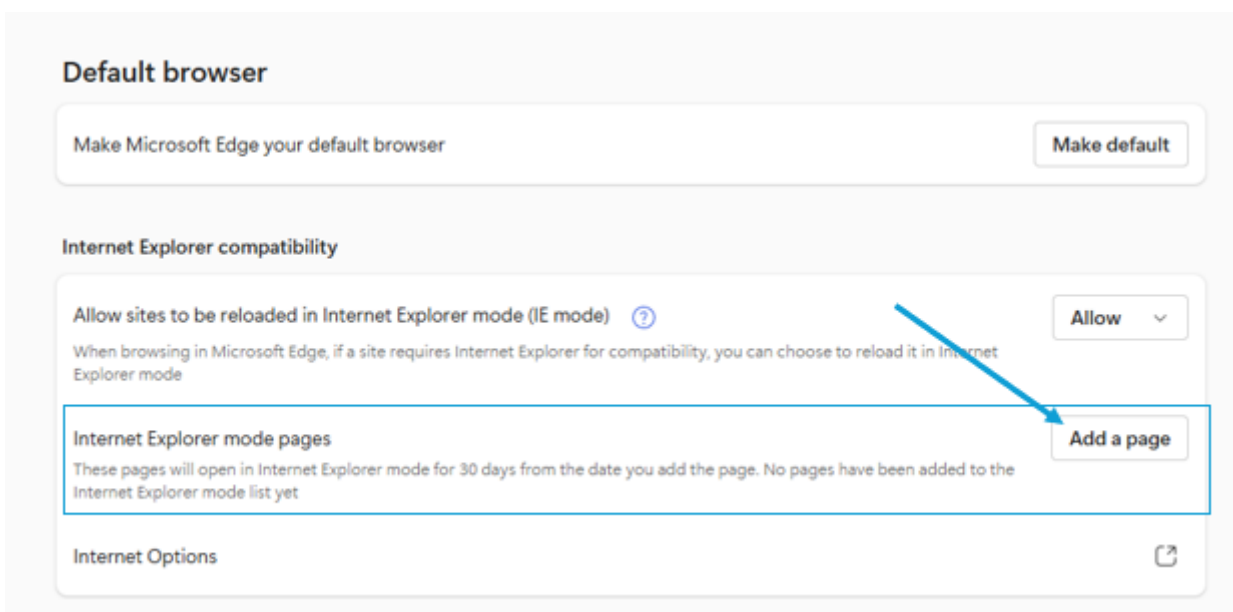 Default browser
Make Microsoft Edge your default browser
Make default
Internet Explorer compatibility
Allow sites to be reloaded in Internet Explorer mode (IE mode)
Allow
When browsing in Microsoft Edge, if a site requires Internet Explorer for compatibility, you can choose to reload it in Internet
Explorer mode
Internet Explorer mode pages
Add a page
These pages will open in Internet Explorer mode for 30 days from the date you add the page. No pages have been added to the
Internet Explorer mode list yet
Internet Options